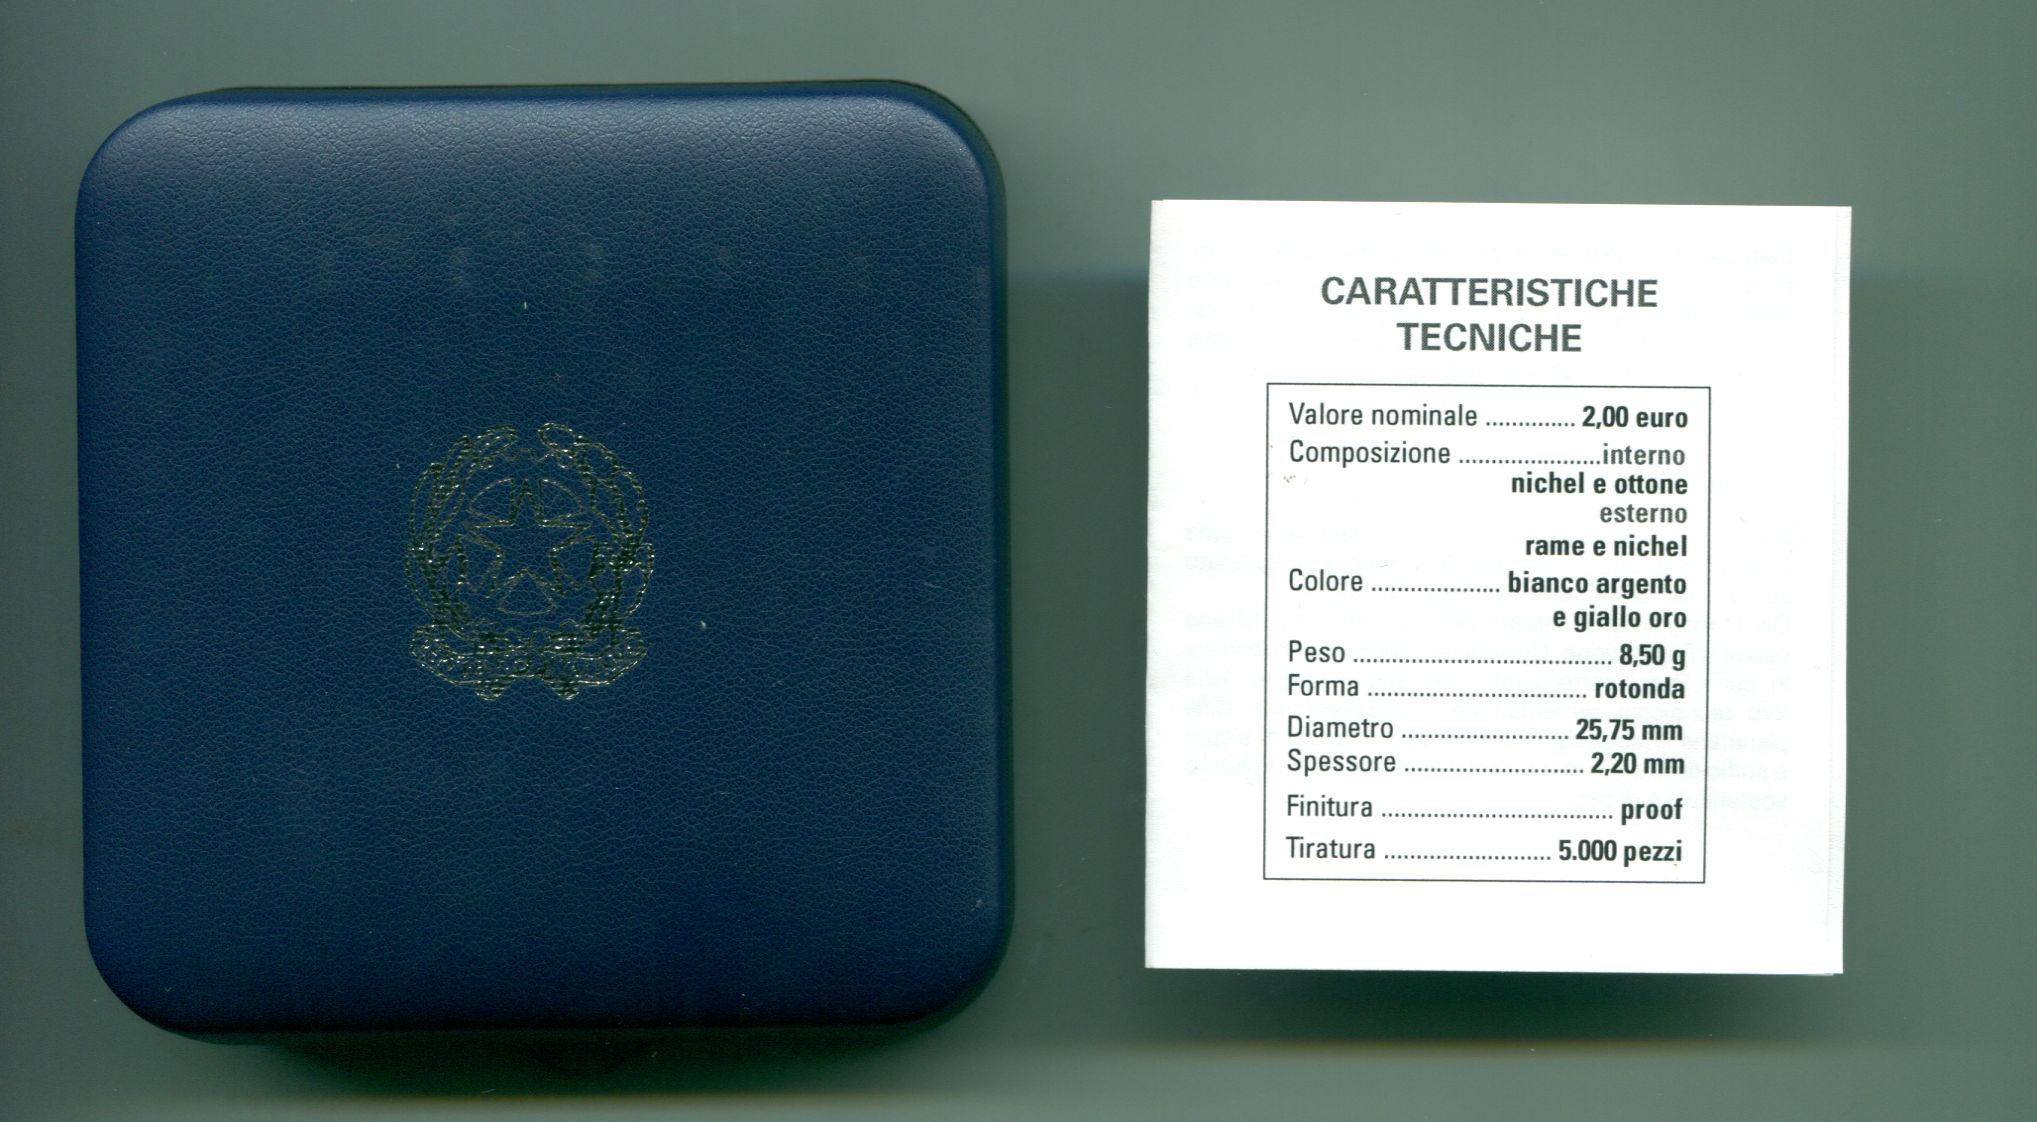 CARATTERISTICHE
TECNICHE
Valore nominale .............. 2,00 euro
Composizione ......................interno
nichel e ottone
esterno
rame e nichel
Colore .................... bianco argento
e giallo oro
Peso ........................................ 8,50 g
Forma .................................. rotonda
Diametro .......................... 25,75 mm
Spessore ............................ 2,20 mm
Finitura .................................... proof
Tiratura .......................... 5.000 pezzi